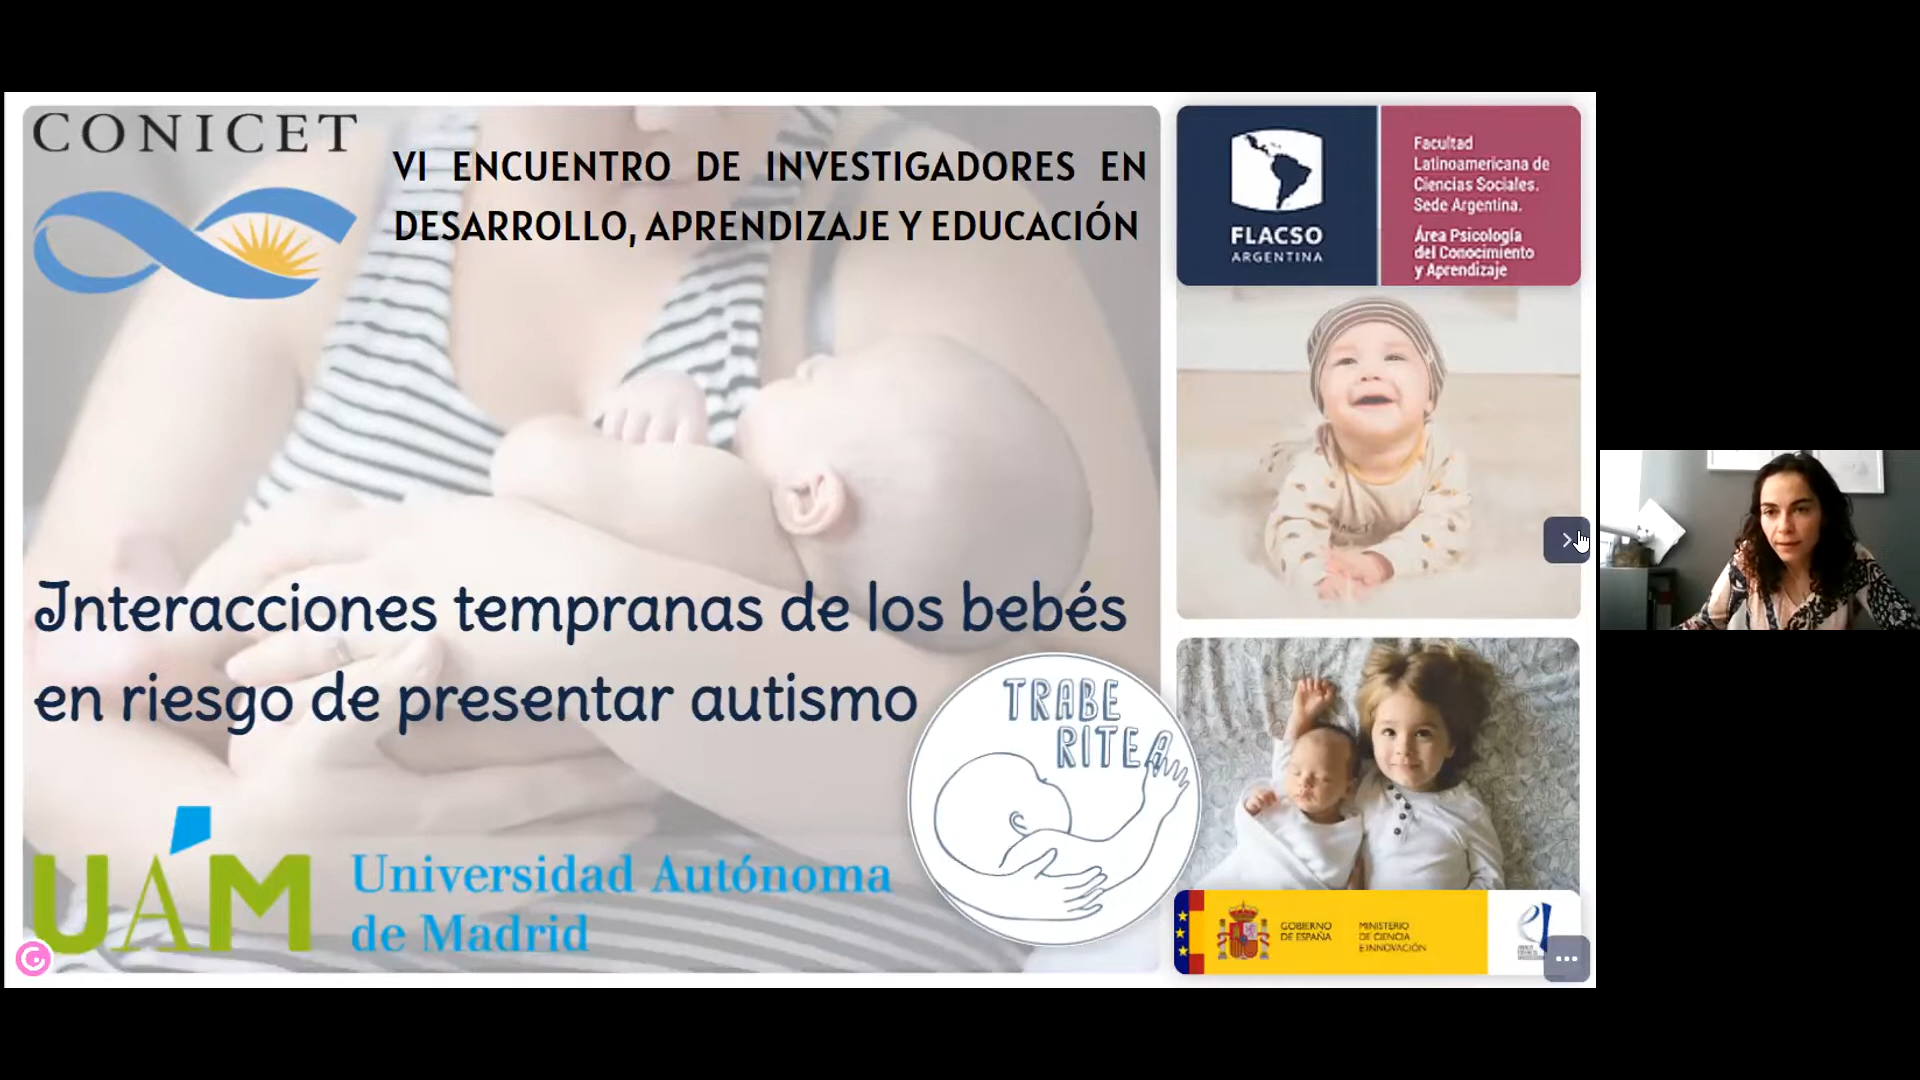 CONICET
VI ENCUENTRO DE INVESTIGADORES EN
DESARROLLO, APRENDIZAJE Y EDUCACIÓN
FLACSO
ARGENTINA
Facultad
Latinoamericana de
Ciencias Sociales.
Sede Argentina.
Área Psicología
del Conocimiento
y Aprendizaje
Interacciones tempranas de los bebés
en riesgo de presentar autismo
TRABE
RITEA
UAM
Universidad Autónoma
de Madrid
GOBIERNO
DE ESPAÑA
MINISTERIO
DE CIENCIA
E INNOVACIÓN